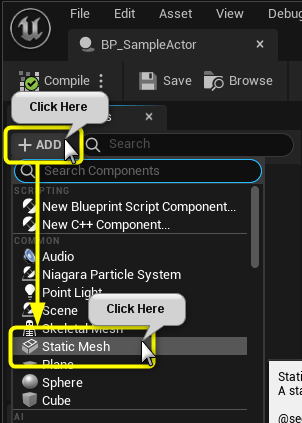 File Edit Asset View Debug
BP_SampleActor
Compile Save Browse
Click Here
+ ADD Search
Search Components
SCRIPTING
New Blueprint Script Component...
New C++ Component...
COMMON
Audio
Niagara Particle System
Point Light
Click Here
Scene
Skeletal Mesh
Static Mesh
Plane
Sphere
Cube
AI
Stati
A sta
@see